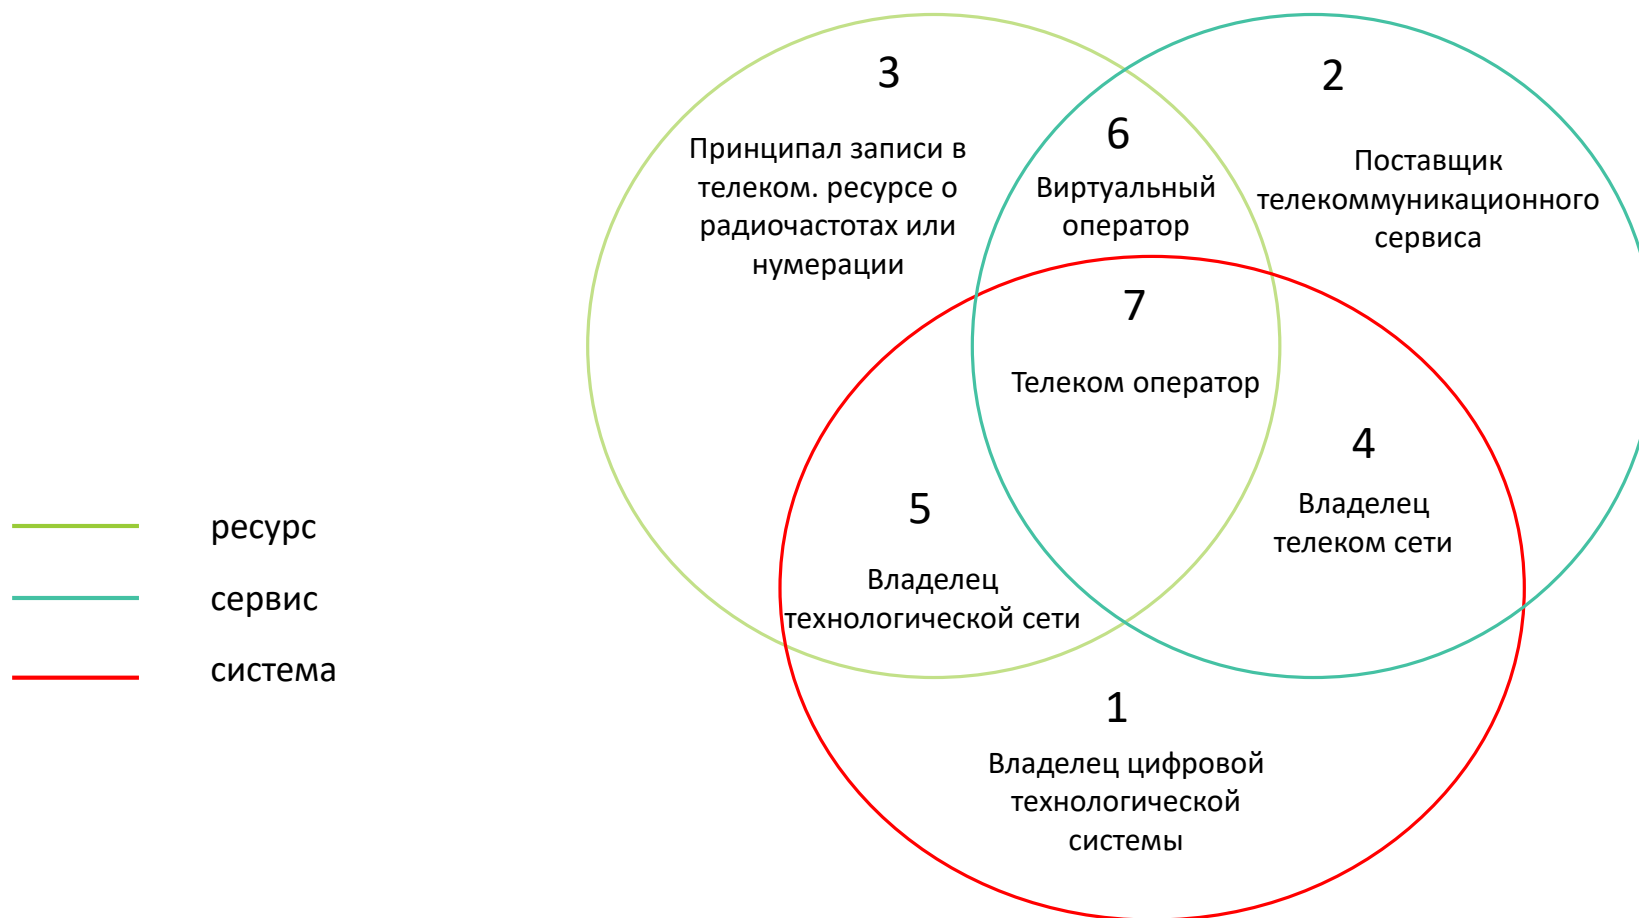 3
Принципал записи в
телеком. ресурсе о
радиочастотах или
нумерации
6
Виртуальный
оператор
2
Поставщик
телекоммуникационного
сервиса
7
Телеком оператор
5
Владелец
технологической сети
4
Владелец
телеком сети
1
Владелец цифровой
технологической
системы
ресурс
сервис
система